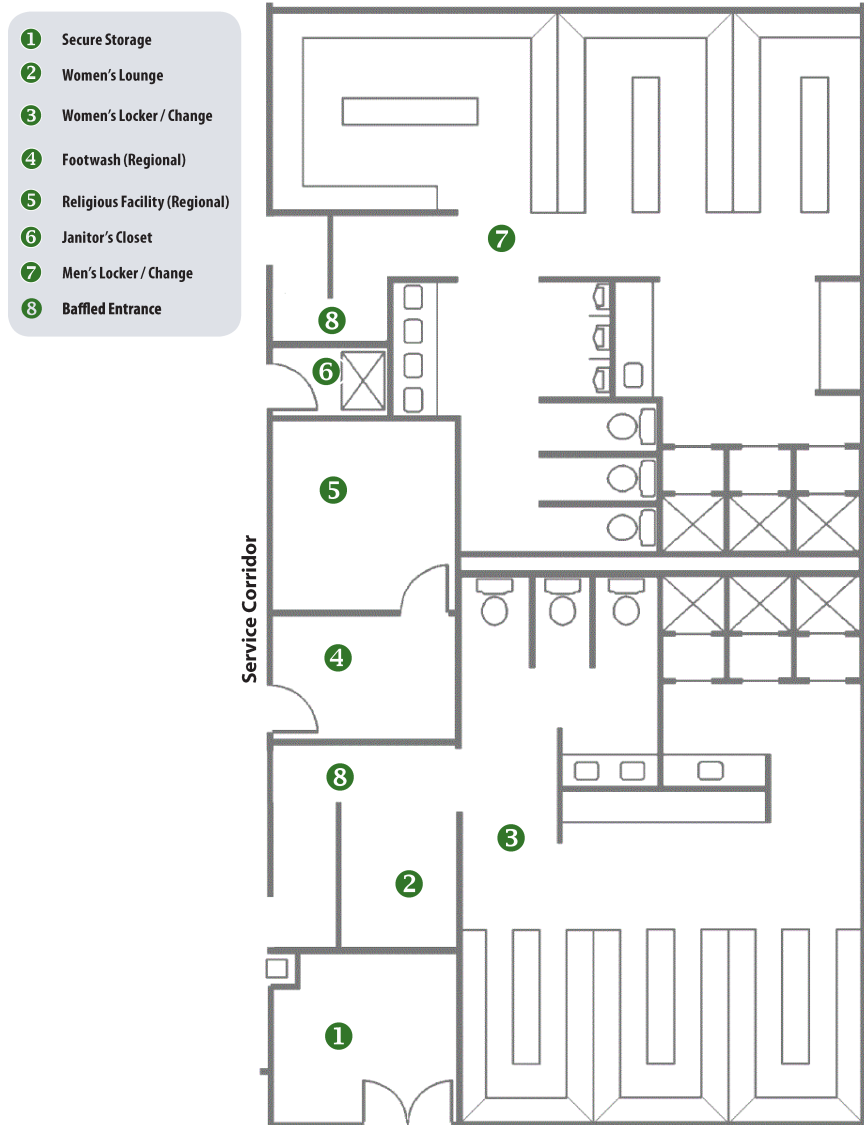 1 Secure Storage
2 Women's Lounge
3 Women's Locker / Change
4 Footwash (Regional)
5 Religious Facility (Regional)
6 Janitor's Closet
7 Men's Locker / Change
8 Baffled Entrance
7
8
6
5
Service Corridor
4
8
3
2
1